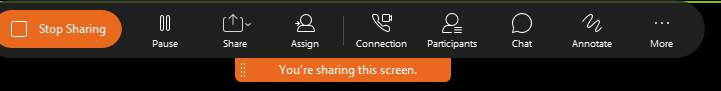 Stop Sharing
Pause
Share
Assign
Connection
Participants
Chat
Annotate
More
You're sharing this screen.